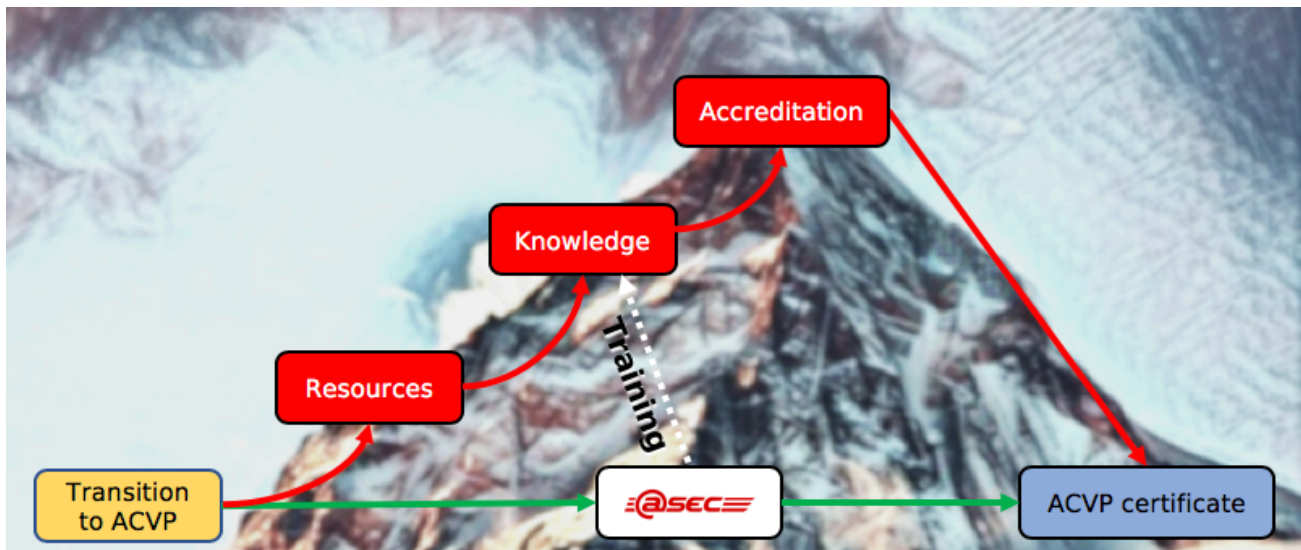 Accreditation
Knowledge
Resources
Training
Transition
to ACVP
@sec
ACVP certificate